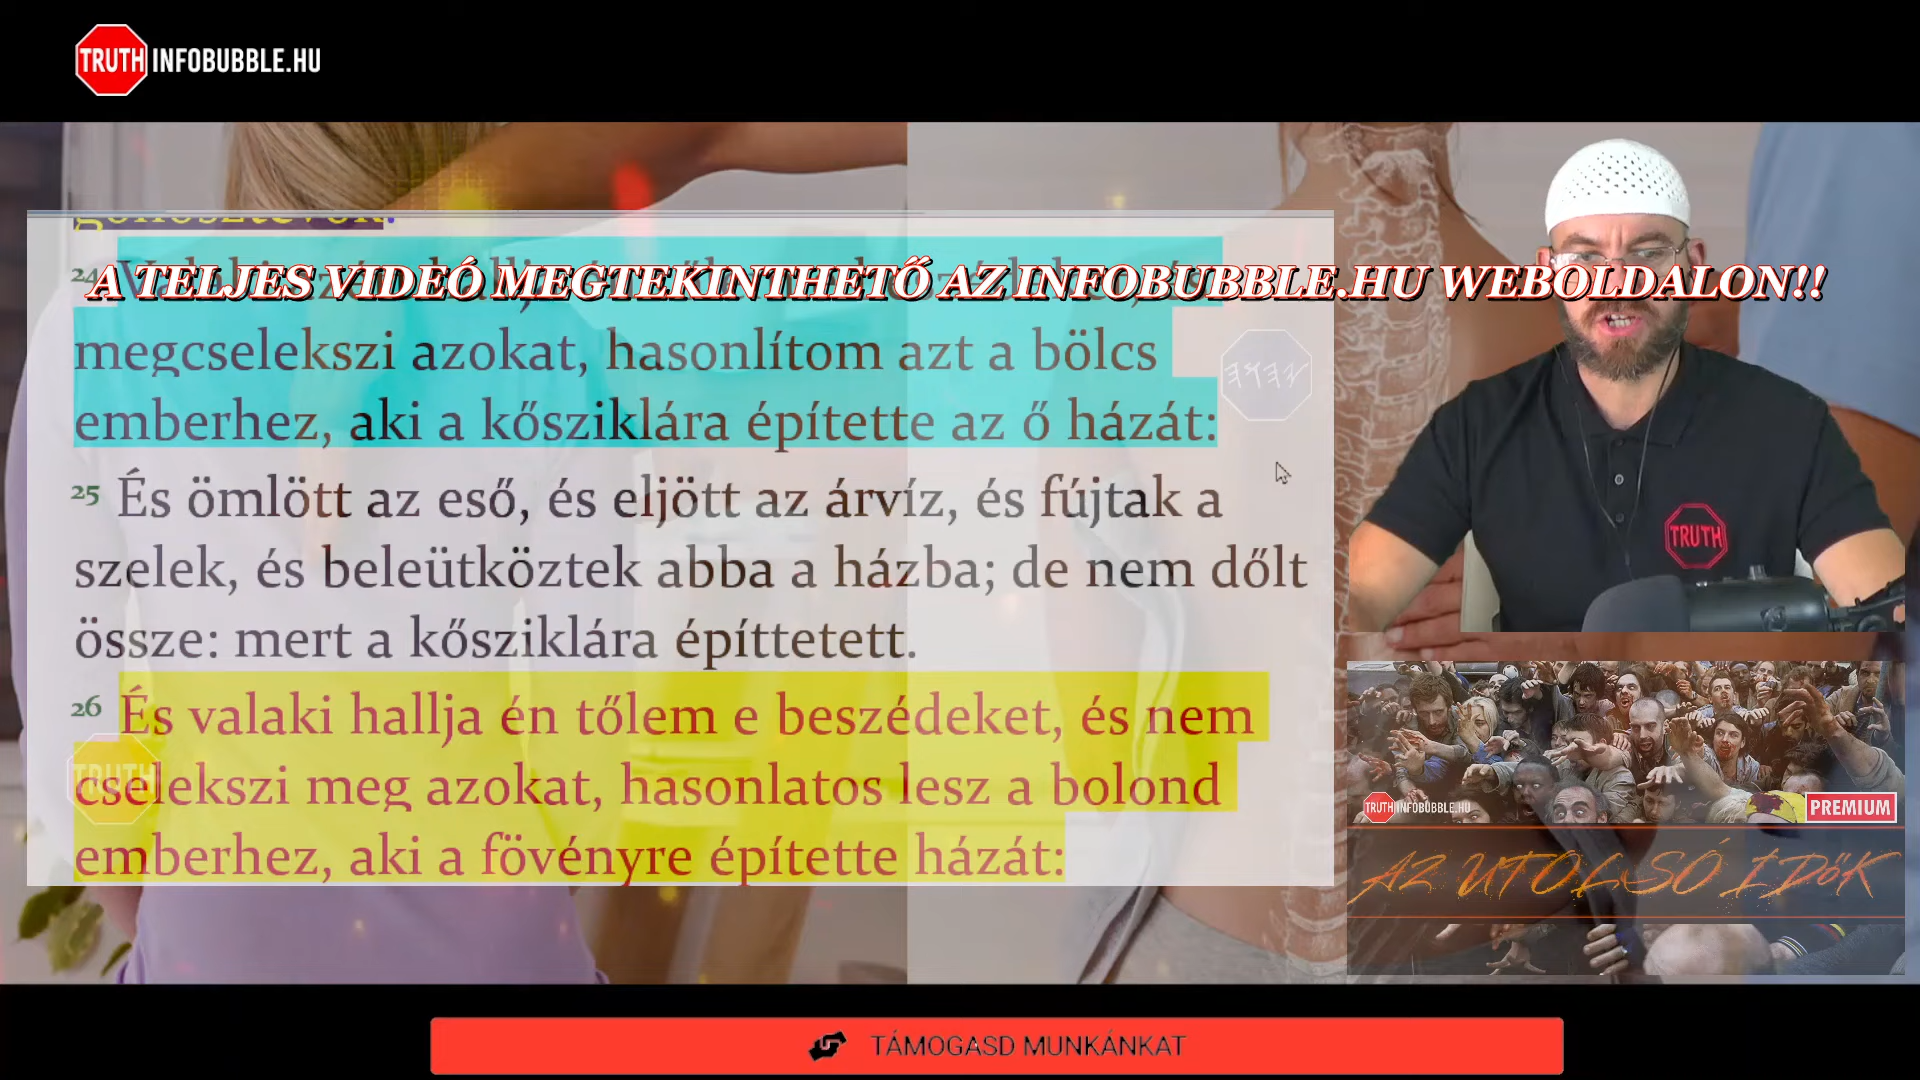 TRUTH INFOBUBBLE.HU
gonosztevők!
24
A TELJES VIDEÓ MEGTEKINTHETŐ AZ INFOBUBBLE.HU WEBOLDALON!!
megcselekszi azokat, hasonlítom azt a bölcs
emberhez, aki a kősziklára építette az ő házát:
25 És ömlött az eső, és eljött az árvíz, és fújtak a
szelek, és beleütköztek abba a házba; de nem dőlt
össze: mert a kősziklára építtetett.
26 És valaki hallja én tőlem e beszédeket, és nem
cselekszi meg azokat, hasonlatos lesz a bolond
emberhez, aki a fövényre építette házát:
TRUTH
TRUTH
TRUTH INFOBUBBLE.HU
PREMIUM
AZ UTOLSÓ IDőK
TÁMOGASD MUNKÁNKAT